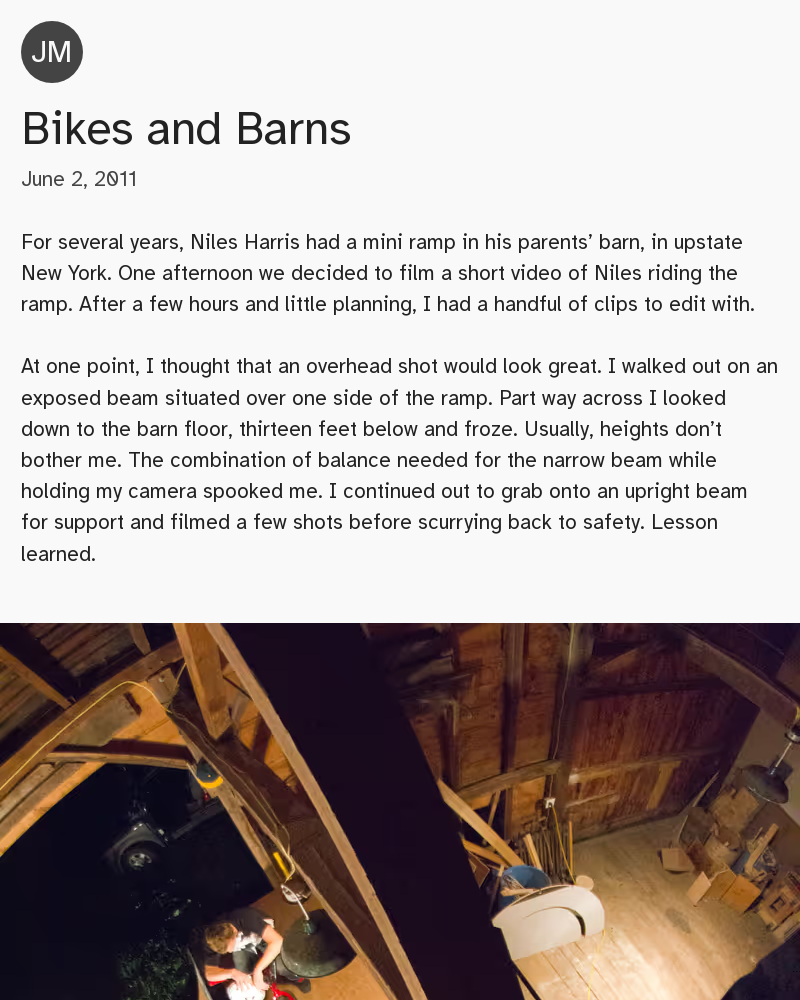 JM
Bikes and Barns
June 2, 2011
For several years, Niles Harris had a mini ramp in his parents’ barn, in upstate
New York. One afternoon we decided to film a short video of Niles riding the
ramp. After a few hours and little planning, I had a handful of clips to edit with.
At one point, I thought that an overhead shot would look great. I walked out on an
exposed beam situated over one side of the ramp. Part way across I looked
down to the barn floor, thirteen feet below and froze. Usually, heights don’t
bother me. The combination of balance needed for the narrow beam while
holding my camera spooked me. I continued out to grab onto an upright beam
for support and filmed a few shots before scurrying back to safety. Lesson
learned.